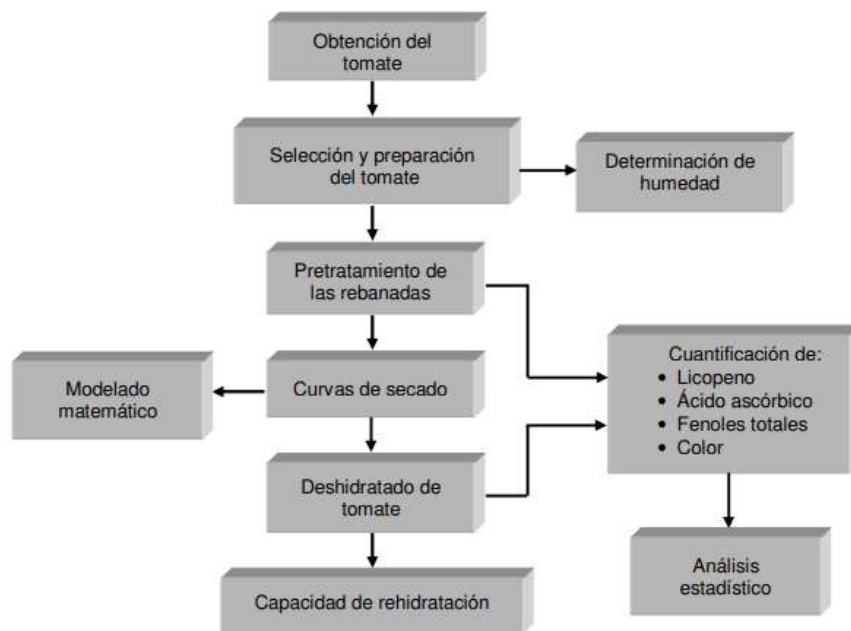 Obtención del
tomate
Selección y preparación
del tomate
Determinación de
humedad
Pretratamiento de
las rebanadas
Cuantificación de:
• Licopeno
• Ácido ascórbico
• Fenoles totales
• Color
Modelado
matemático
Curvas de secado
Deshidratado de
tomate
Análisis
estadístico
Capacidad de rehidratación